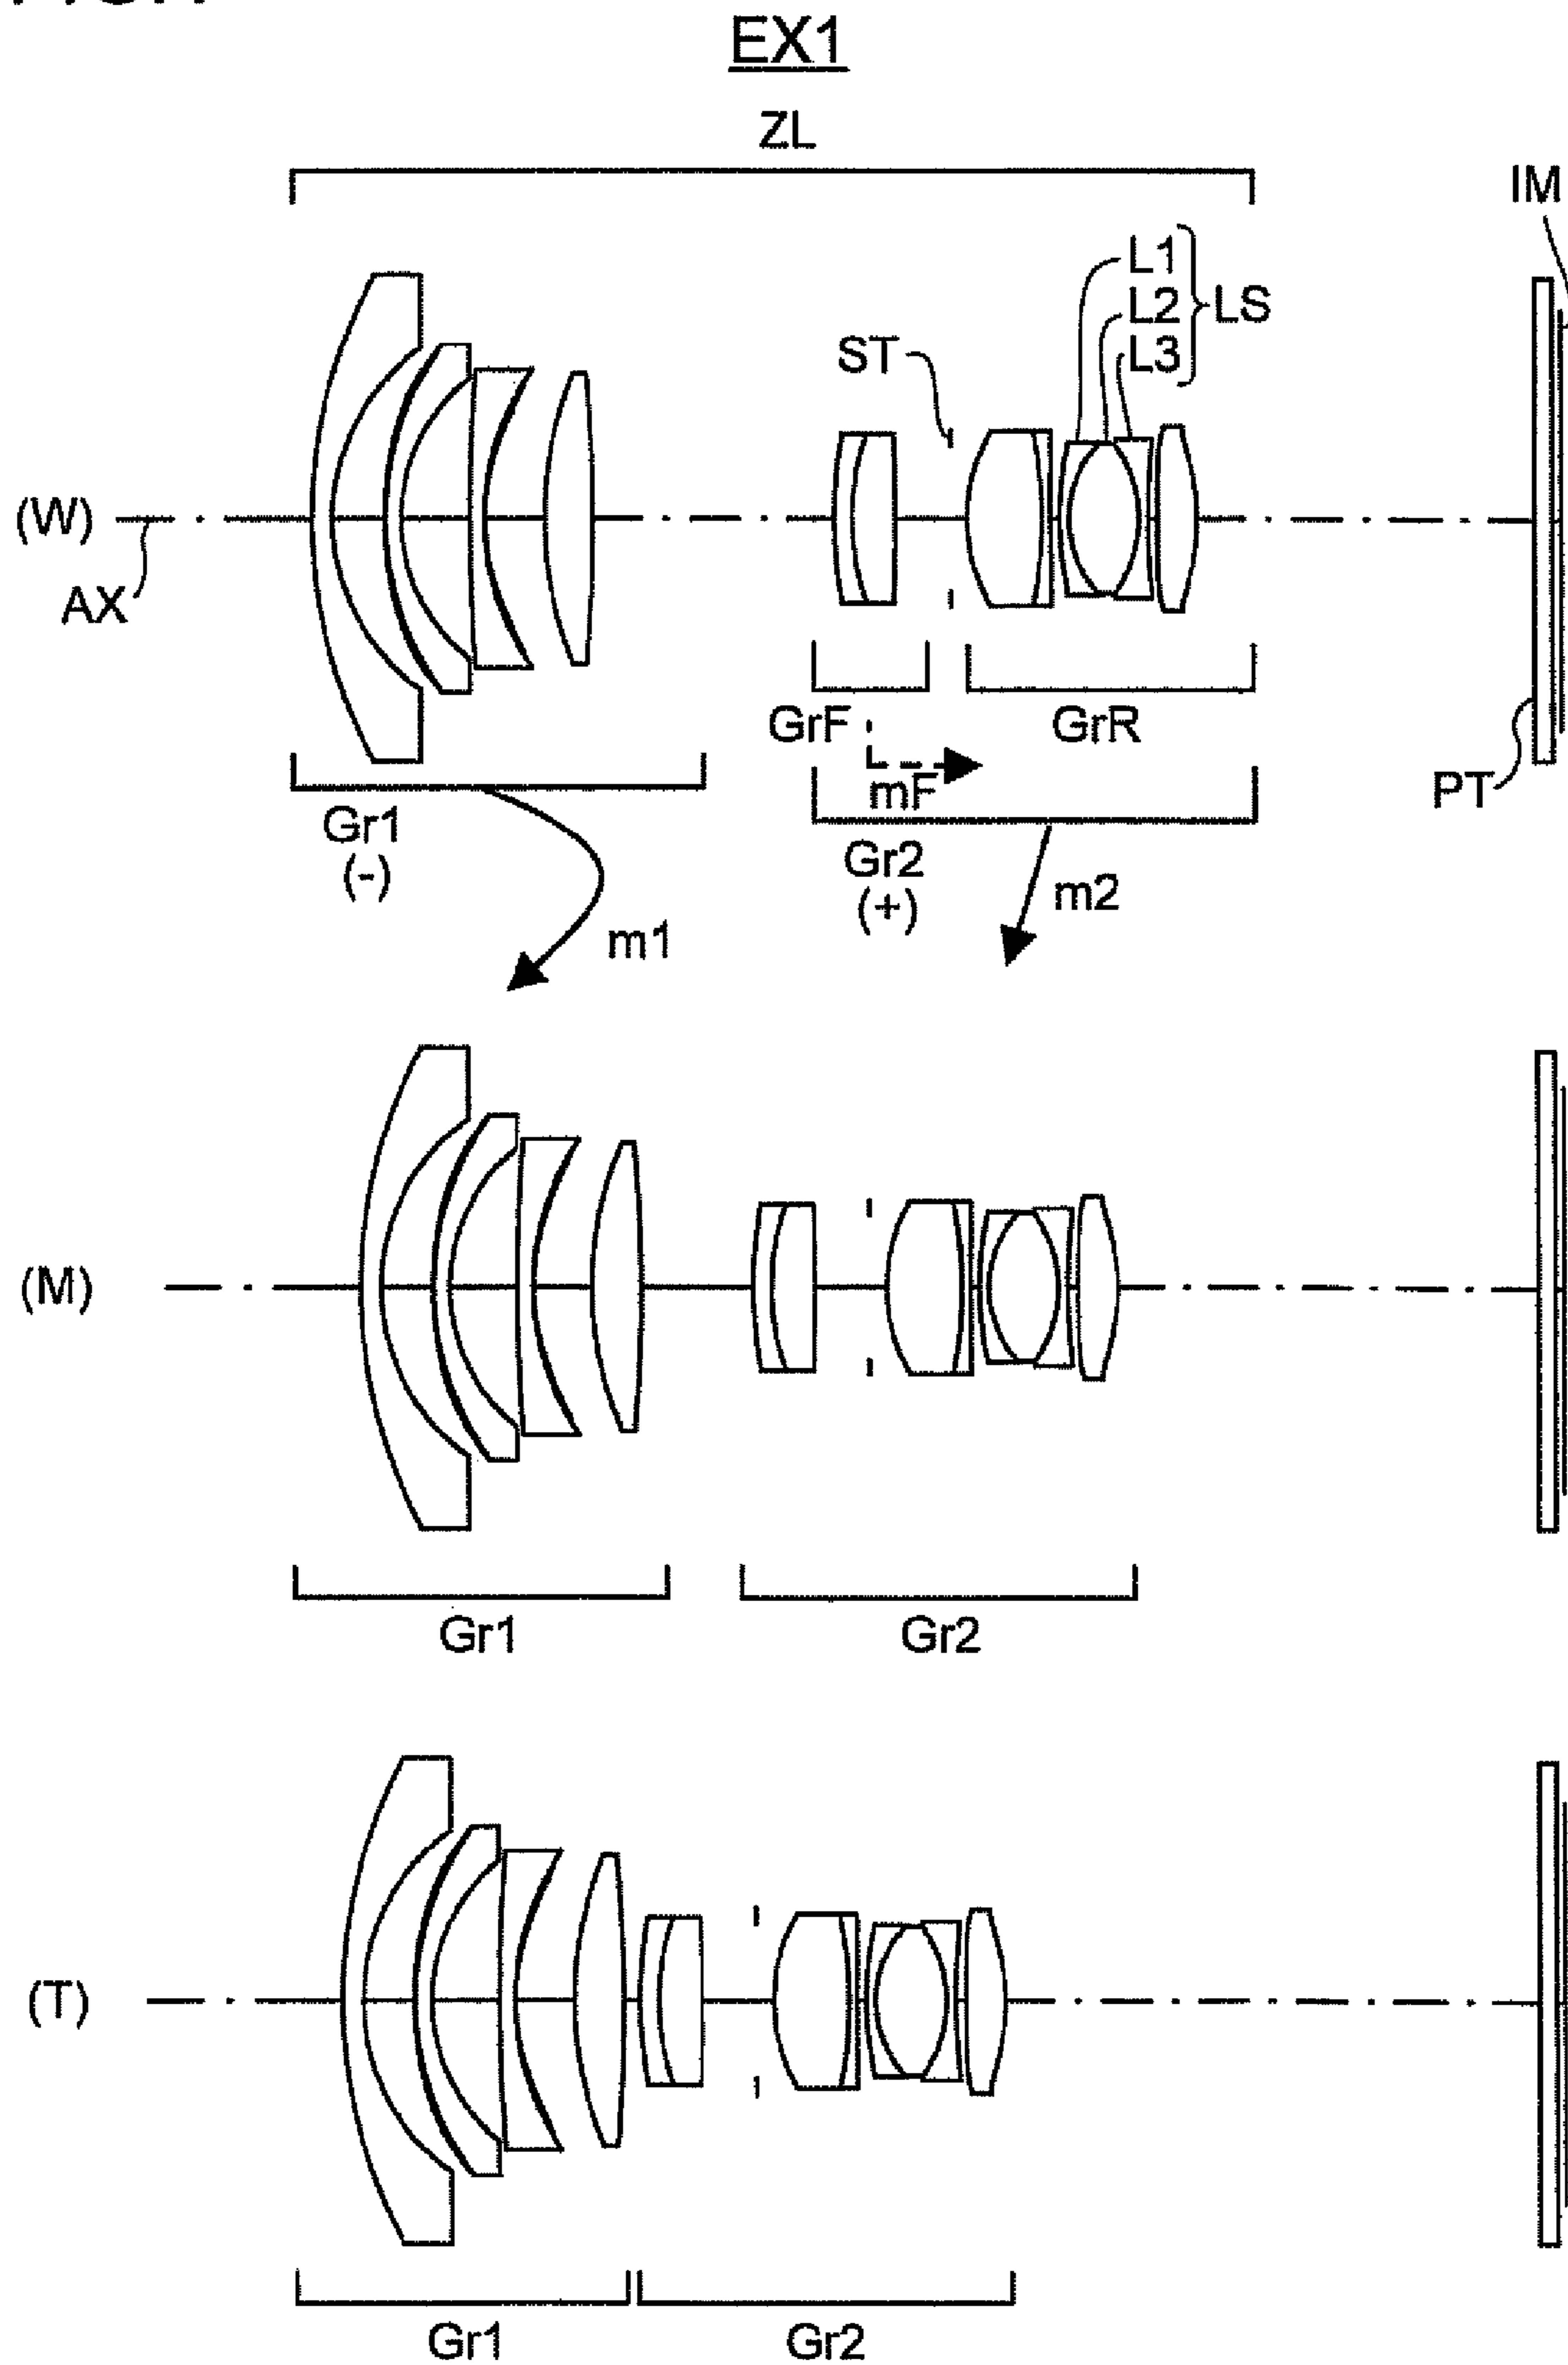 EX1
ZL
IM
L1
L2
L3
LS
ST
(W)
AX
GrF
GrR
mF
PT
Gr1
(-)
Gr2
(+)
m1
m2
(M)
Gr1
Gr2
(T)
Gr1
Gr2